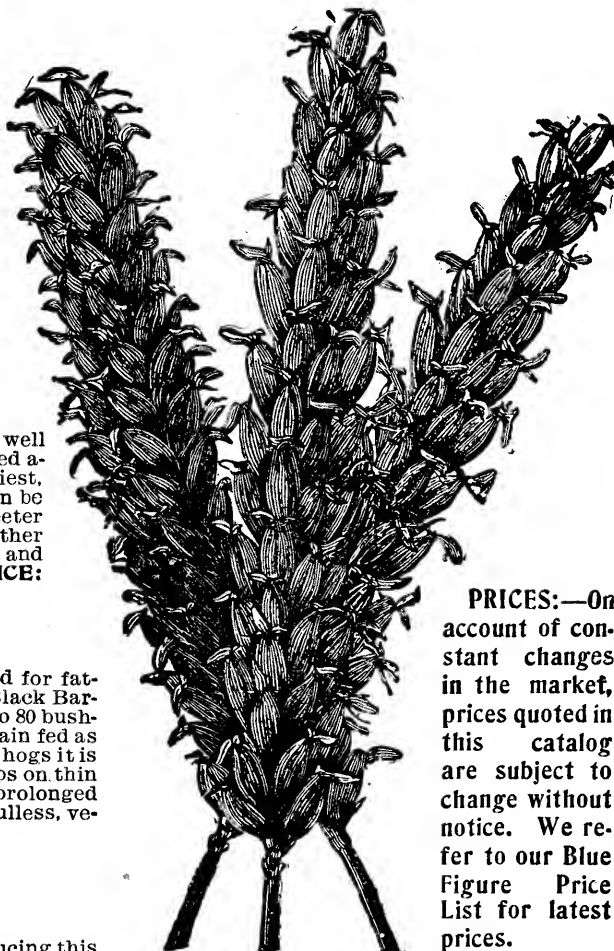 well
ed a-
iest,
n be
eeter
ther
and
ICE:
d for fat-
Black Bar-
o 80 bush-
ain fed as
hogs it is
os on thin
prolonged
ulless, ve-
ucing this
PRICES:—On
account of con-
stant changes
in the market,
prices quoted in
this catalog
are subject to
change without
notice. We re-
fer to our Blue
Figure Price
List for latest
prices.